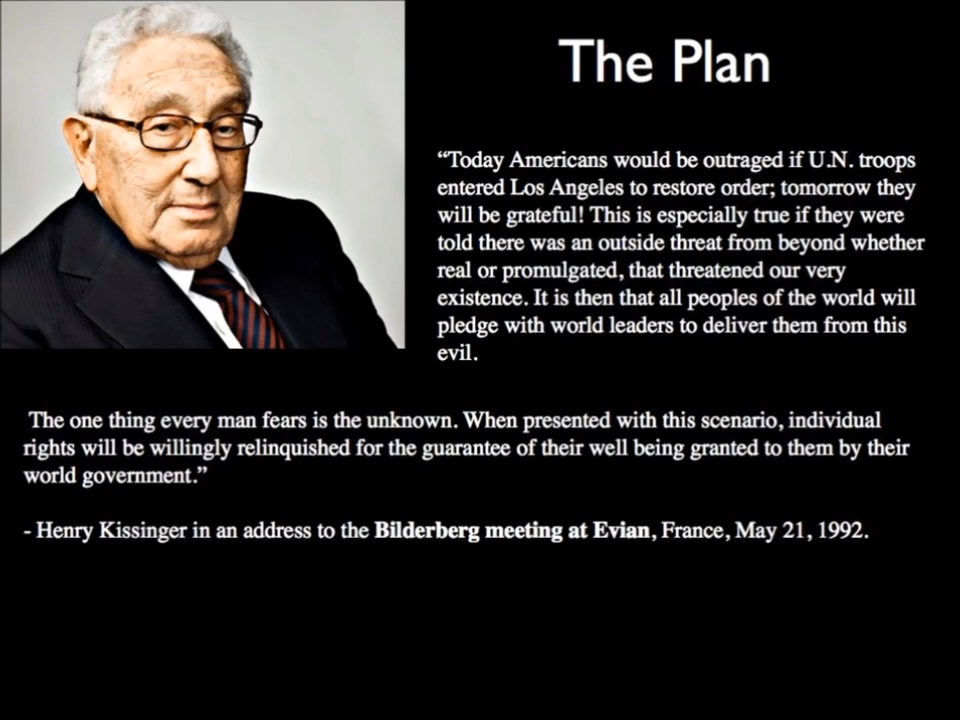 The Plan
“Today Americans would be outraged if U.N. troops
entered Los Angeles to restore order; tomorrow they
will be grateful! This is especially true if they were
told there was an outside threat from beyond whether
real or promulgated, that threatened our very
existence. It is then that all peoples of the world will
pledge with world leaders to deliver them from this
evil.
The one thing every man fears is the unknown. When presented with this scenario, individual
rights will be willingly relinquished for the guarantee of their well being granted to them by their
world government.”
- Henry Kissinger in an address to the Bilderberg meeting at Evian, France, May 21, 1992.